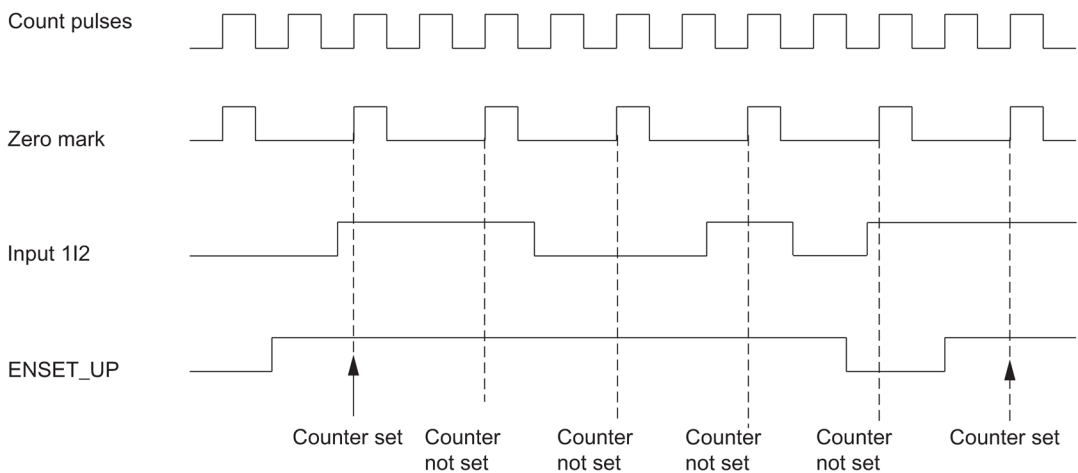 Count pulses
Zero mark
Input 1I2
ENSET_UP
Counter set
Counter
not set
Counter
not set
Counter
not set
Counter
not set
Counter set